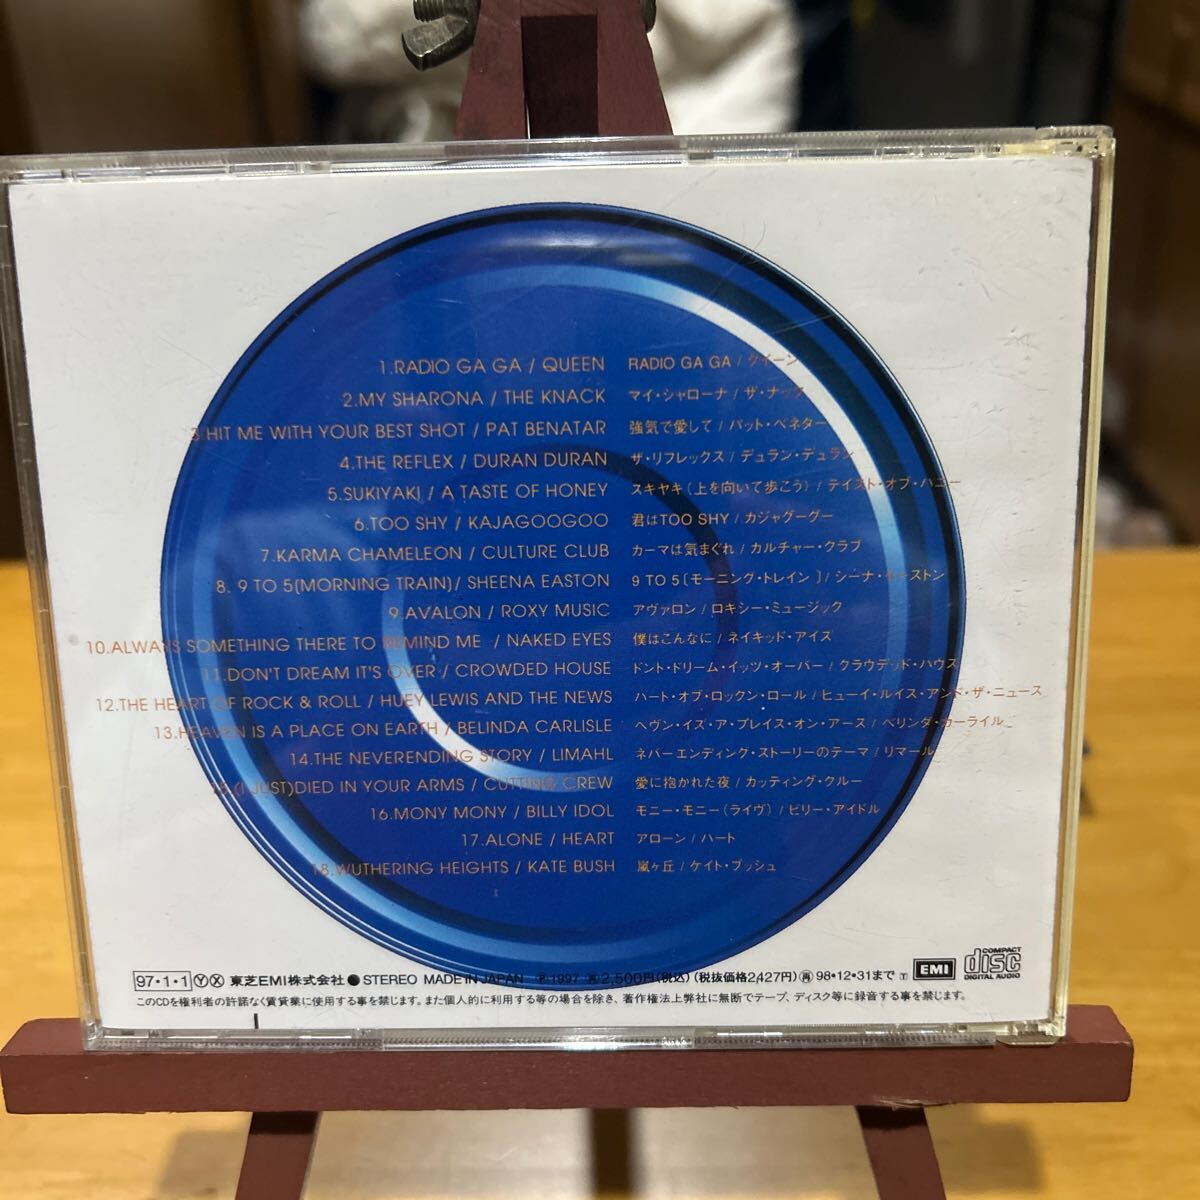 1.RADIO GA GA / QUEEN RADIO GA GA / クイーン
2.MY SHARONA / THE KNACK マイ・シャローナ / ザ・ナック
3.HIT ME WITH YOUR BEST SHOT / PAT BENATAR 強気で愛して / パット・ベネター
4.THE REFLEX / DURAN DURAN ザ・リフレックス / デュラン・デュラン
5.SUKIYAKI / A TASTE OF HONEY スキヤキ(上を向いて歩こう) / テイスト・オブ・ハニー
6.TOO SHY / KAJAGOOGOO 君はTOO SHY / カジャグーグー
7.KARMA CHAMELEON / CULTURE CLUB カーマは気まぐれ / カルチャー・クラブ
8. 9 TO 5[MORNING TRAIN] / SHEENA EASTON 9 TO 5〔モーニング・トレイン〕/ シーナ・イーストン
9.AVALON / ROXY MUSIC アヴァロン / ロキシー・ミュージック
10.ALWAYS SOMETHING THERE TO REMIND ME / NAKED EYES 僕はこんなに / ネイキッド・アイズ
11.DON'T DREAM IT'S OVER / CROWDED HOUSE ドント・ドリーム・イッツ・オーバー / クラウデッド・ハウス
12.THE HEART OF ROCK & ROLL / HUEY LEWIS AND THE NEWS ハート・オブ・ロックン・ロール / ヒューイ・ルイス・アンド・ザ・ニュース
13.HEAVEN IS A PLACE ON EARTH / BELINDA CARLISLE ヘヴン・イズ・ア・プレイス・オン・アース / ベリンダ・カーライル
14.THE NEVERENDING STORY / LIMAHL ネバーエンディング・ストーリーのテーマ / リマール
15.(I JUST)DIED IN YOUR ARMS / CUTTING CREW 愛に抱かれた夜 / カッティング・クルー
16.MONY MONY / BILLY IDOL モニー・モニー(ライヴ) / ビリー・アイドル
17.ALONE / HEART アローン / ハート
18.WUTHERING HEIGHTS / KATE BUSH 嵐ヶ丘 / ケイト・ブッシュ
97・1・1 Ⓨ Ⓧ 東芝EMI株式会社 ● STEREO MADE IN JAPAN Ⓟ1997 ㊑2,500円(税込) (税抜価格2427円) ㊑98・12・31まで T EMI COMPACT disc DIGITAL AUDIO
このCDを権利者の許諾なく賃貸業に使用する事を禁じます。また個人的に利用する等の場合を除き、著作権法上弊社に無断でテープ、ディスク等に録音する事を禁じます。